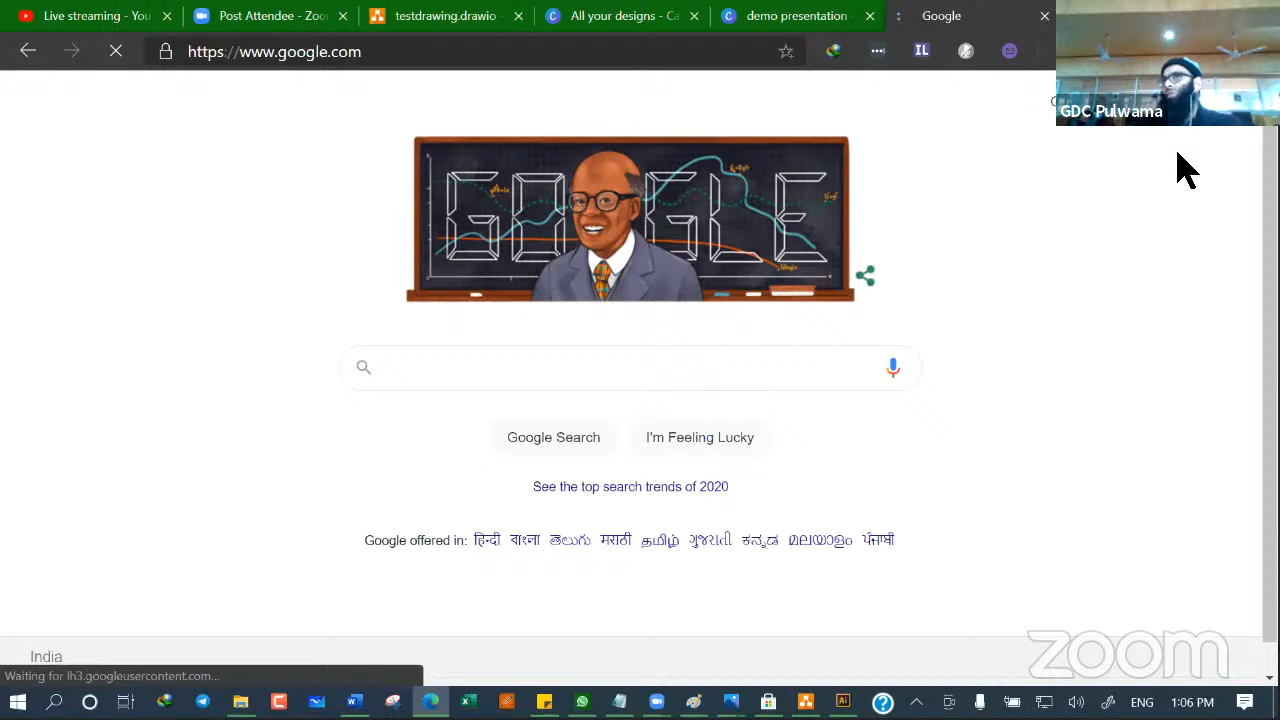 Live streaming - You
Post Attendee - Zoo
testdrawing.drawio -
All your designs - Ca
demo presentation -
Google
https://www.google.com
IL
GDC Pulwama
GOOGLE
Google Search
I'm Feeling Lucky
See the top search trends of 2020
Google offered in: हिन्दी বাংলা తెలుగు मराठी தமிழ் ગુજરાતી ಕನ್ನಡ മലയാളം ਪੰਜਾਬੀ
India
zoom
Waiting for lh3.googleusercontent.com...
ENG
1:06 PM